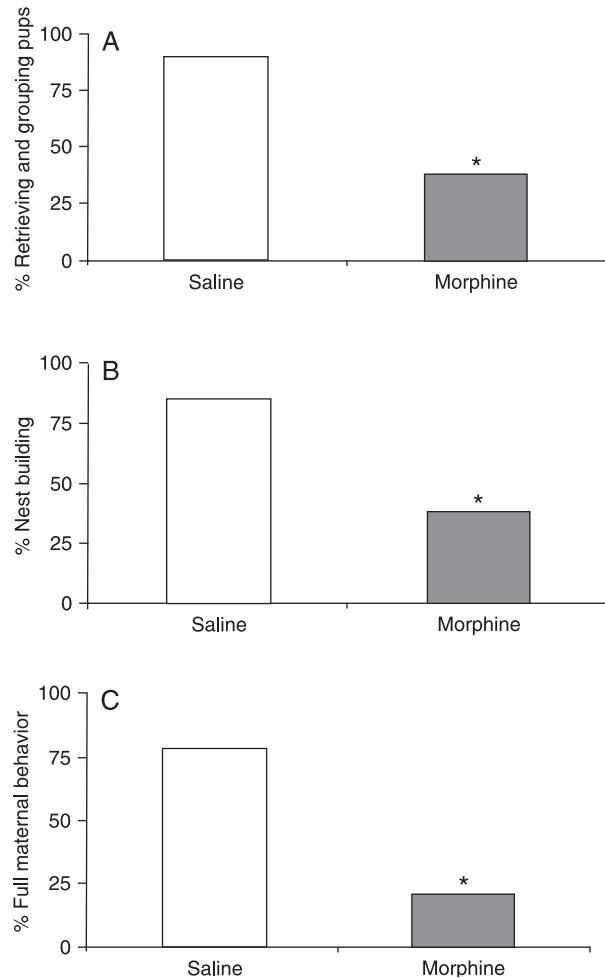 A
% Retrieving and grouping pups
100
75
50
25
0
*
Saline
Morphine
B
% Nest building
100
75
50
25
0
*
Saline
Morphine
C
% Full maternal behavior
100
75
50
25
0
*
Saline
Morphine